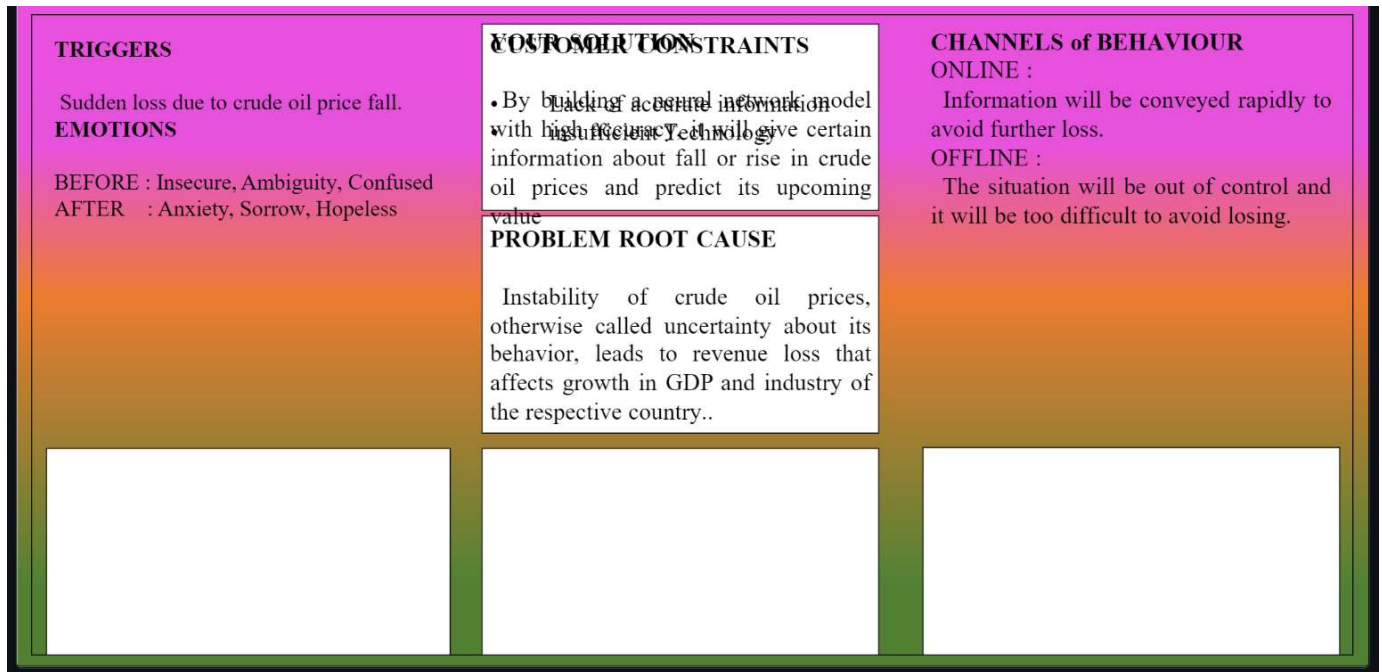 TRIGGERS
Sudden loss due to crude oil price fall.
EMOTIONS
BEFORE : Insecure, Ambiguity, Confused
AFTER : Anxiety, Sorrow, Hopeless
YOUR SOLUTION
By building a neural network model
with high accuracy, it will give certain
information about fall or rise in crude
oil prices and predict its upcoming
value
CUSTOMER CONSTRAINTS
• Lack of accurate information
• insufficient Technology
PROBLEM ROOT CAUSE
Instability of crude oil prices,
otherwise called uncertainty about its
behavior, leads to revenue loss that
affects growth in GDP and industry of
the respective country..
CHANNELS of BEHAVIOUR
ONLINE :
Information will be conveyed rapidly to
avoid further loss.
OFFLINE :
The situation will be out of control and
it will be too difficult to avoid losing.